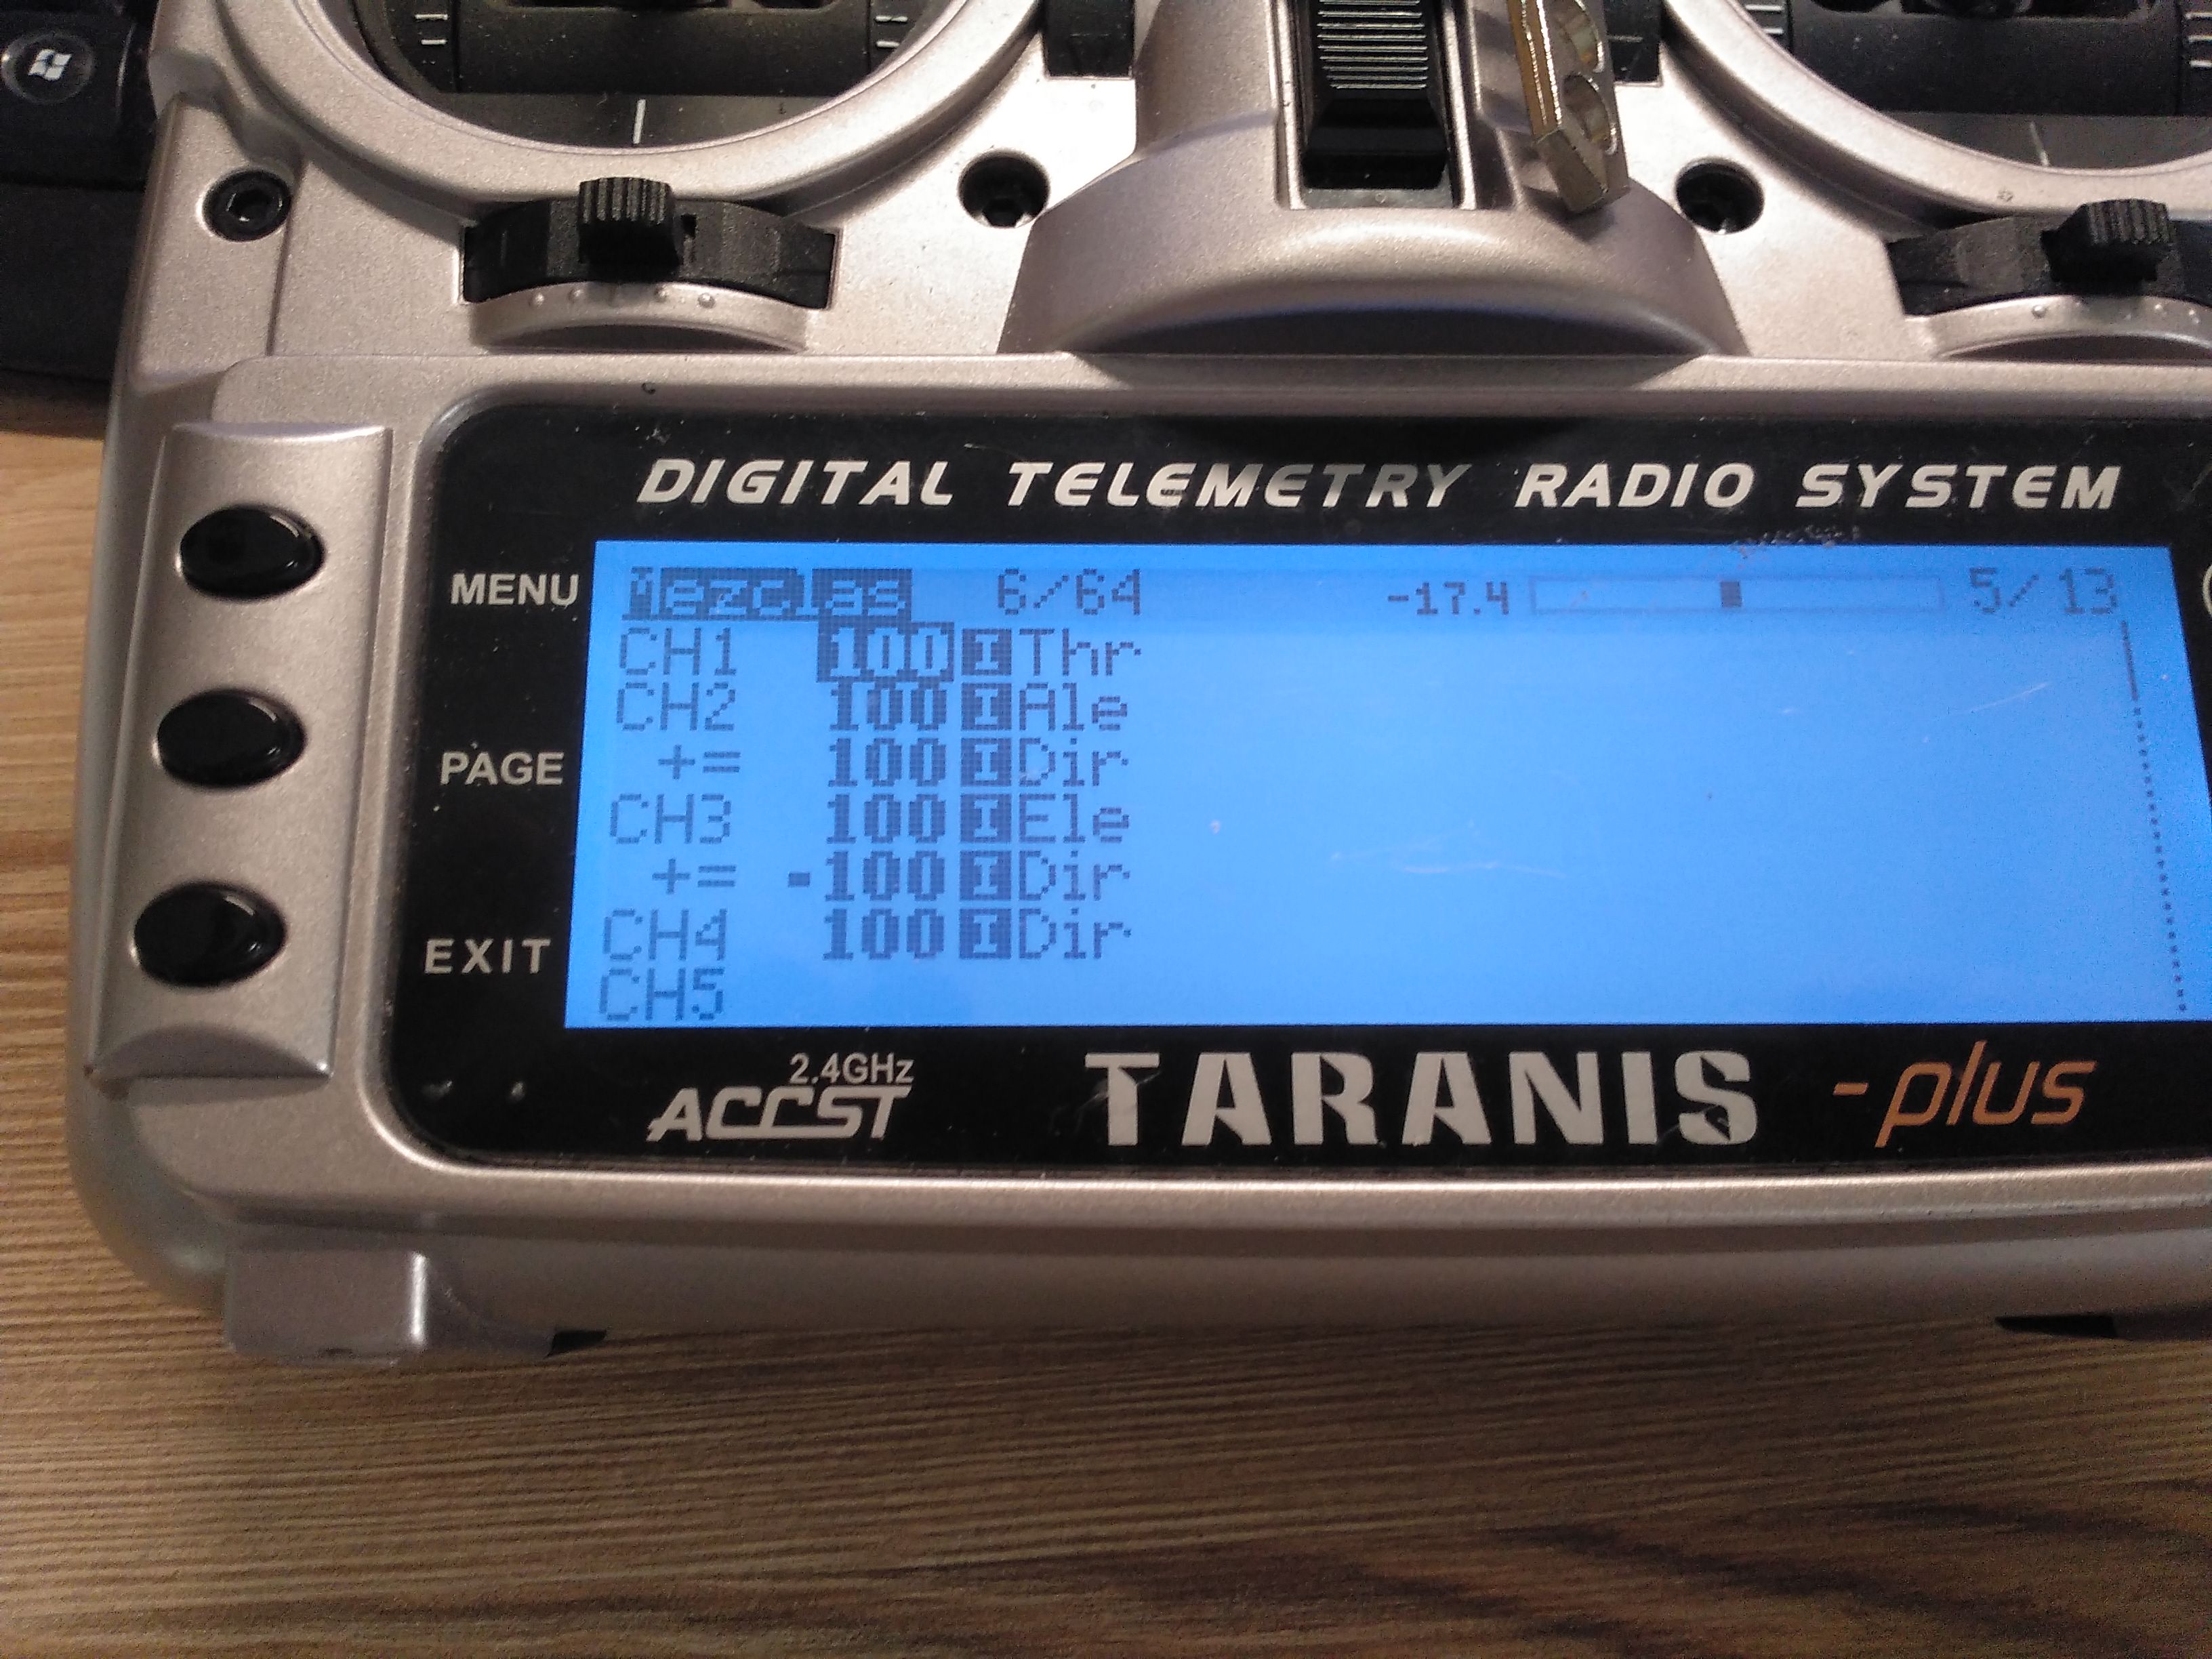 DIGITAL TELEMETRY RADIO SYSTEM
MENU
PAGE
EXIT
Mezclas 6/64 -17.4 5/13
CH1 100 I Thr
CH2 100 I Ale
+= 100 I Dir
CH3 100 I Ele
+= -100 I Dir
CH4 100 I Dir
CH5
2.4GHz
ACCST
TARANIS -plus